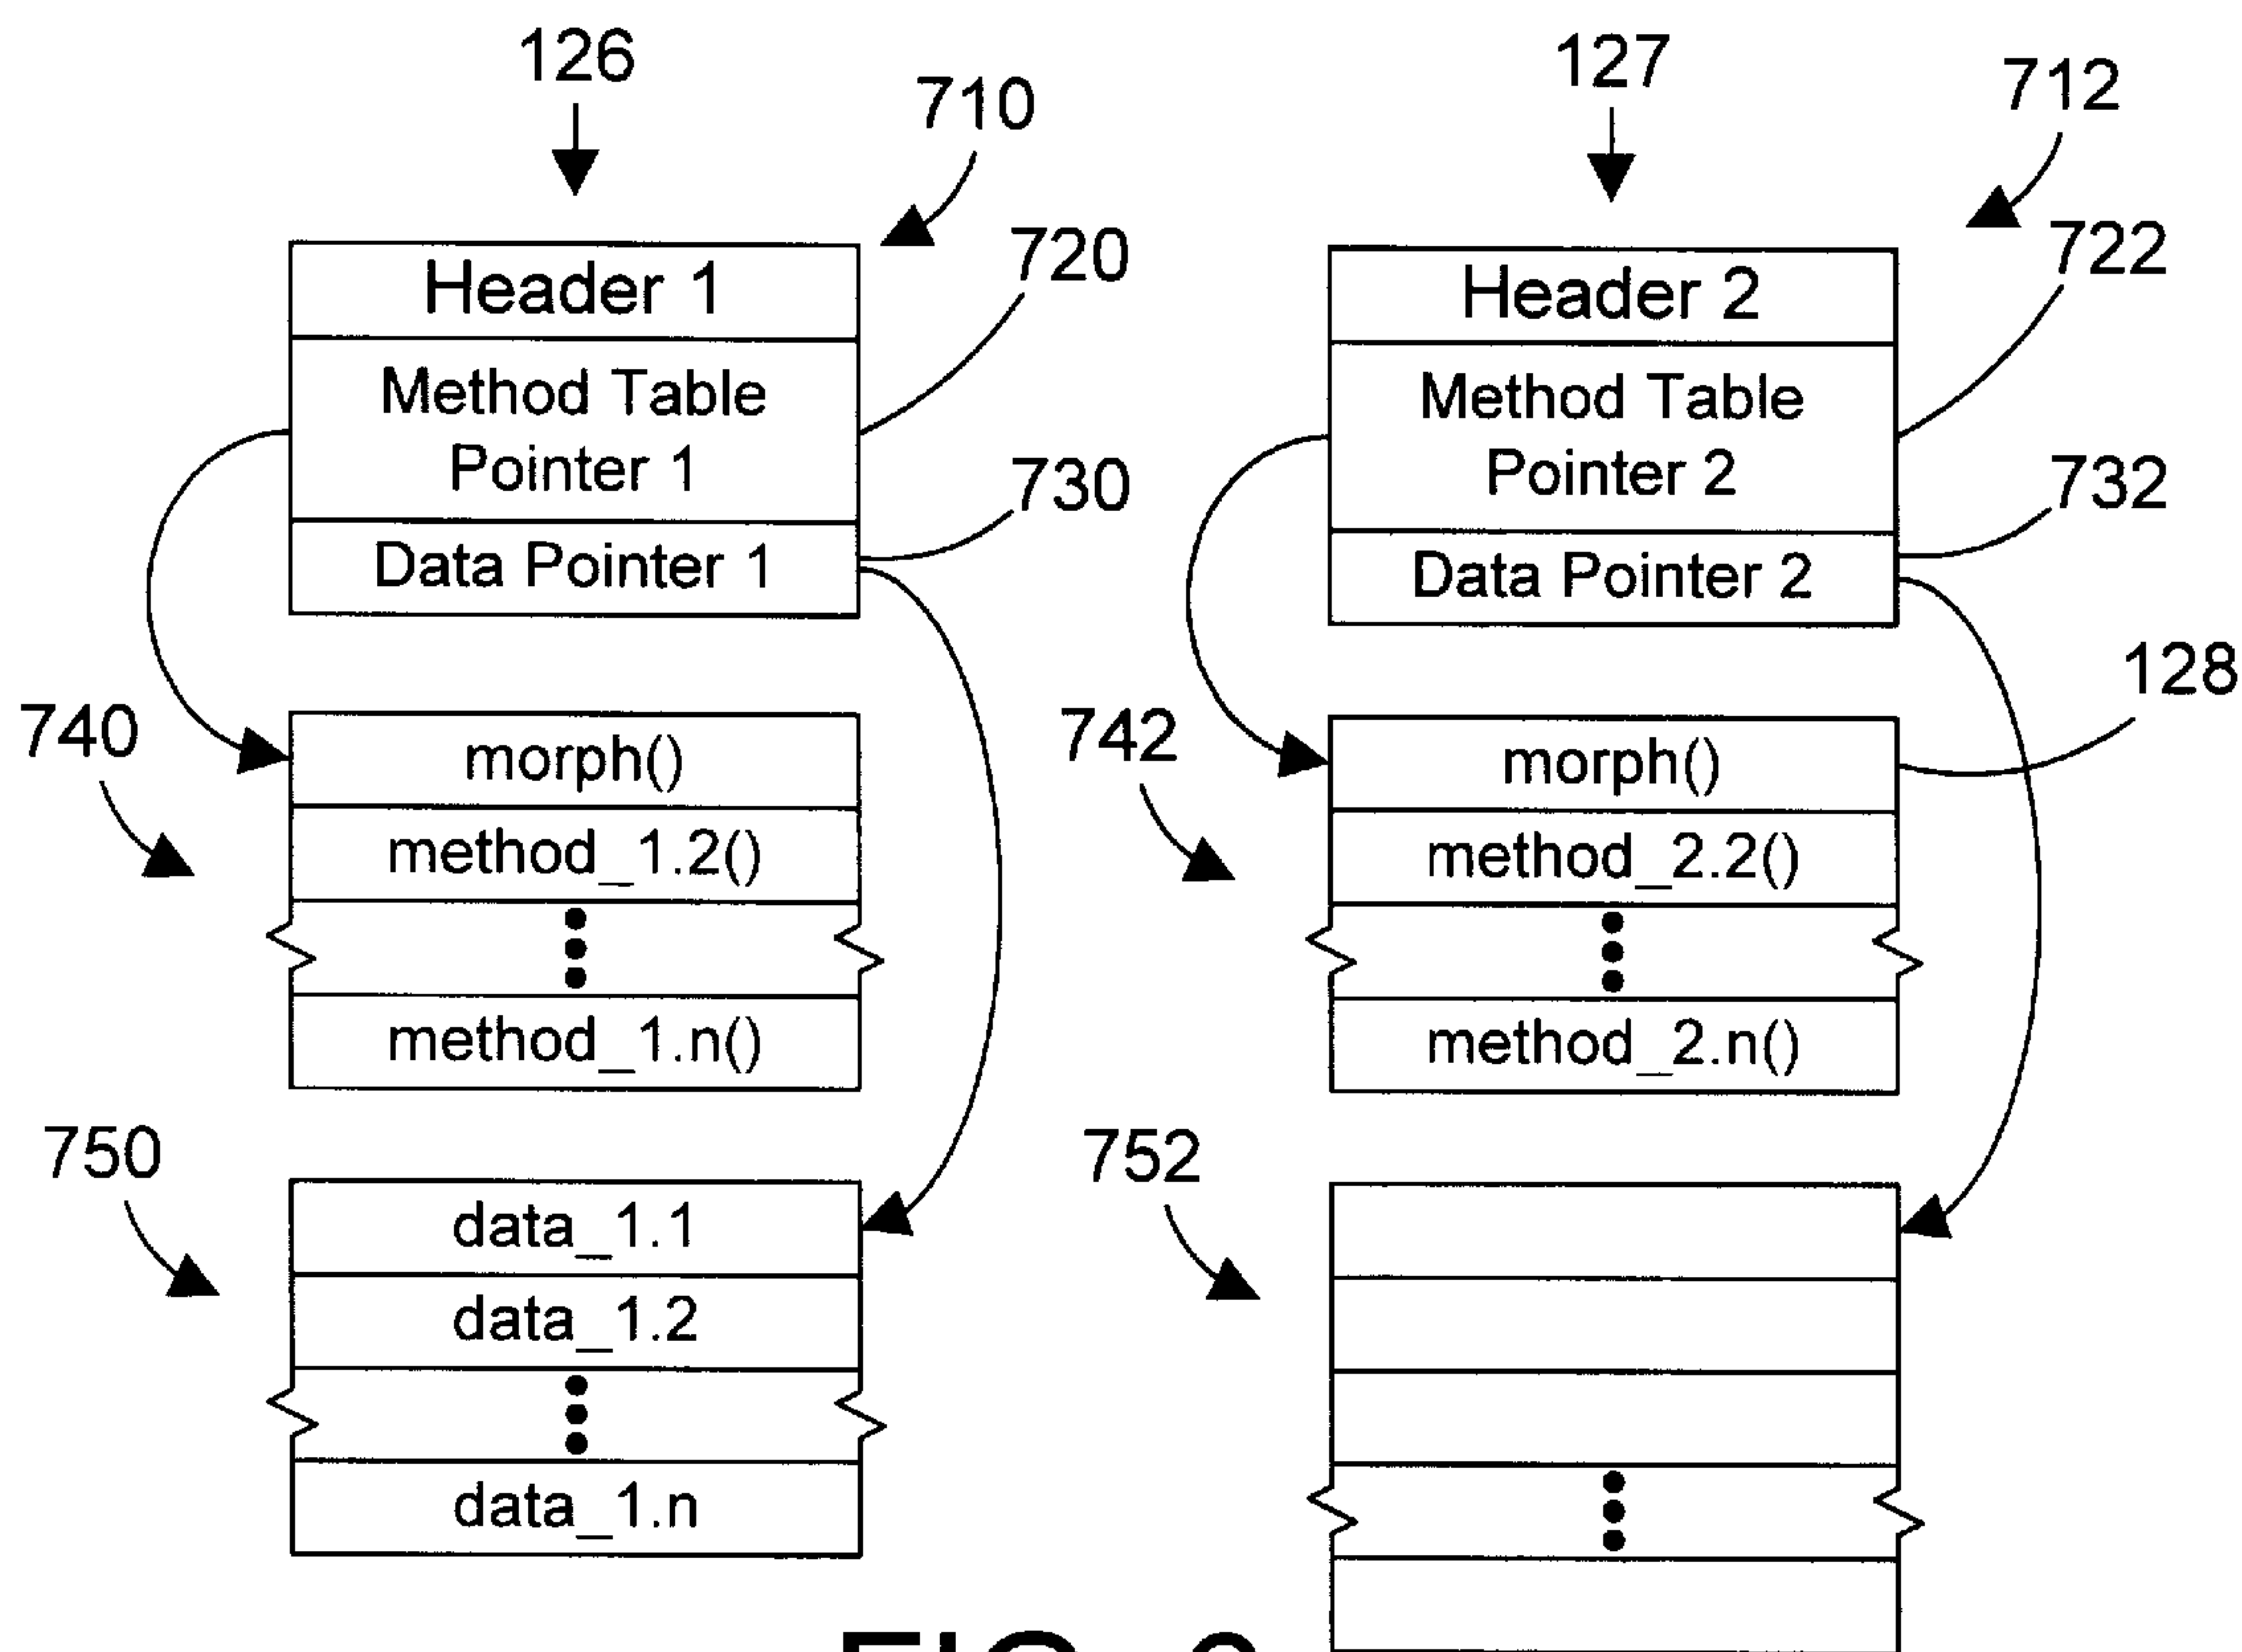 126
710
Header 1
720
Method Table
Pointer 1
730
Data Pointer 1
740
morph()
method_1.2()
method_1.n()
750
data_1.1
data_1.2
data_1.n
127
712
Header 2
722
Method Table
Pointer 2
732
Data Pointer 2
128
742
morph()
method_2.2()
method_2.n()
752